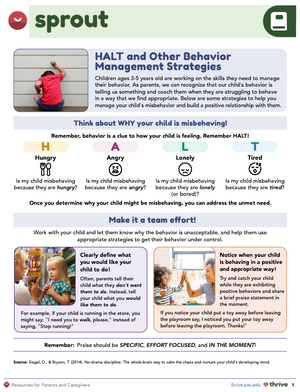 sprout
HALT and Other Behavior
Management Strategies
Children ages 3-5 years old are working on the skills they need to manage
their behavior. As parents, we can recognize that our child's behavior is
telling us something and coach them when they are struggling to behave
in a way that we find appropriate. Below are some strategies to help you
manage your child's misbehavior and build a positive relationship with them.
Think about WHY your child is misbehaving!
Remember, behavior is a clue to how your child is feeling. Remember HALT!
H A L T
Hungry Angry Lonely Tired
Is my child misbehaving because they are hungry?
Is my child misbehaving because they are angry?
Is my child misbehaving because they are lonely (or bored)?
Is my child misbehaving because they are tired?
Once you determine why your child might be misbehaving, you can address the unmet need.
Make it a team effort!
Work with your child and let them know why the behavior is unacceptable, and help them use
appropriate strategies to get their behavior under control.
Clearly define what
you would like your
child to do!
Often, parents tell their
child what they don't want
them to do. Instead, tell
your child what you would
like them to do.
For example, if your child is running in the store, you
might say: "I need you to walk, please," instead of
saying, "Stop running!"
Notice when your
child is behaving in a
positive and
appropriate way!
Try and catch your child
while they are exhibiting
positive behaviors and share
a brief praise statement in
the moment.
If you notice your child put a toy away before leaving
the playroom say, I noticed you put your toy away
before leaving the playroom. Thanks!"
Remember: Praise should be SPECIFIC, EFFORT FOCUSED, and IN THE MOMENT!
Source: Siegal, D., & Bryson, T. (2014). No-drama discipline: The whole-brain way to calm the chaos and nurture your child's developing mind.
Resources for Parents and Caregivers
thrive.psu.edu
thrive
1